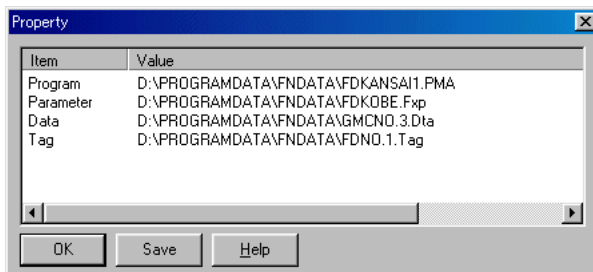 Property
Item Value
Program D:\PROGRAMDATA\FNDATA\FDKANSAI1.PMA
Parameter D:\PROGRAMDATA\FNDATA\FDKOBE.Fxp
Data D:\PROGRAMDATA\FNDATA\GMCNO.3.Dta
Tag D:\PROGRAMDATA\FNDATA\FDNO.1.Tag
OK Save Help